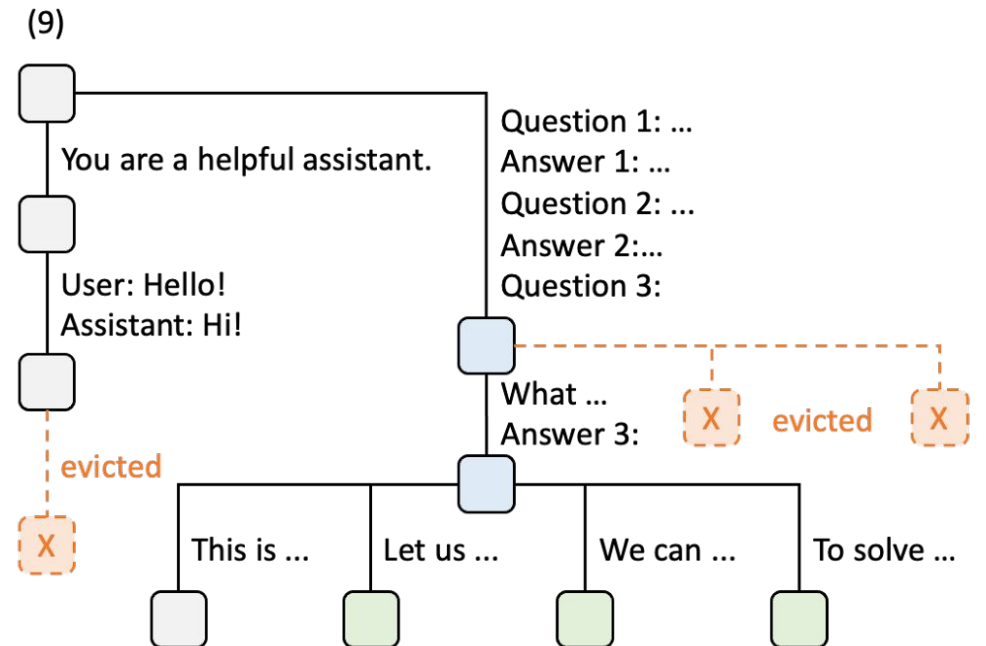 (9)
You are a helpful assistant.
User: Hello!
Assistant: Hi!
evicted
X
Question 1: ...
Answer 1: ...
Question 2: ...
Answer 2:...
Question 3:
What ...
Answer 3:
X
evicted
X
This is ...
Let us ...
We can ...
To solve ...